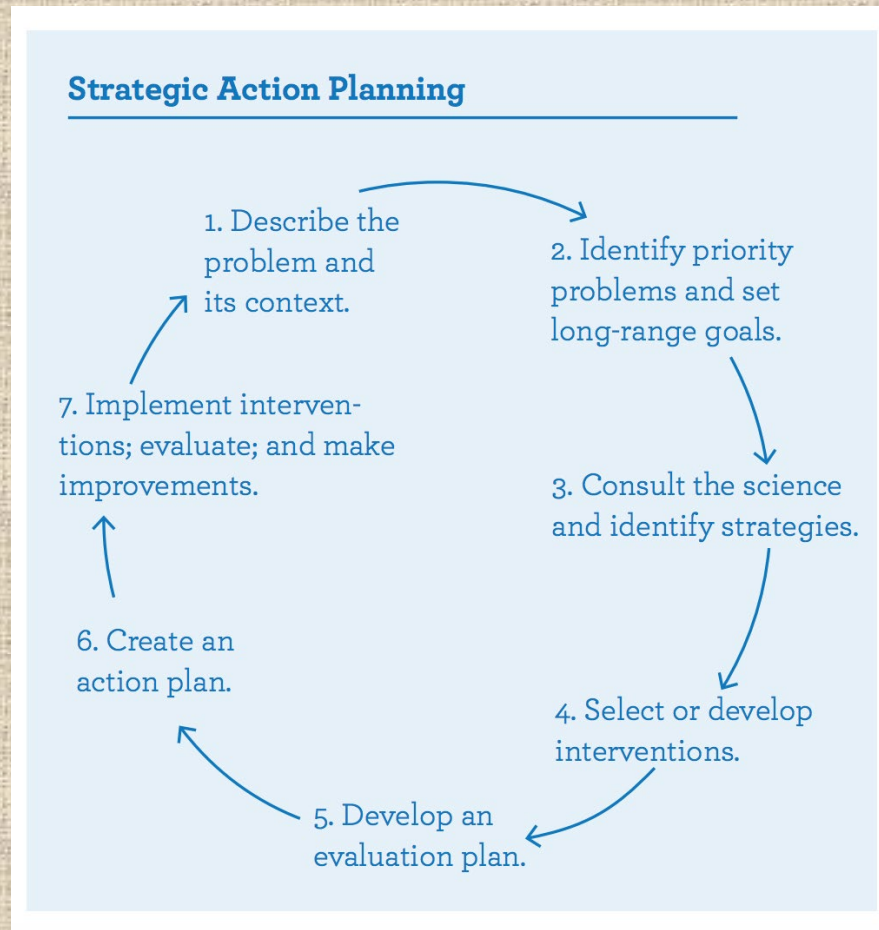 Strategic Action Planning
1. Describe the
problem and
its context.
2. Identify priority
problems and set
long-range goals.
3. Consult the science
and identify strategies.
4. Select or develop
interventions.
5. Develop an
evaluation plan.
6. Create an
action plan.
7. Implement interven-
tions; evaluate; and make
improvements.